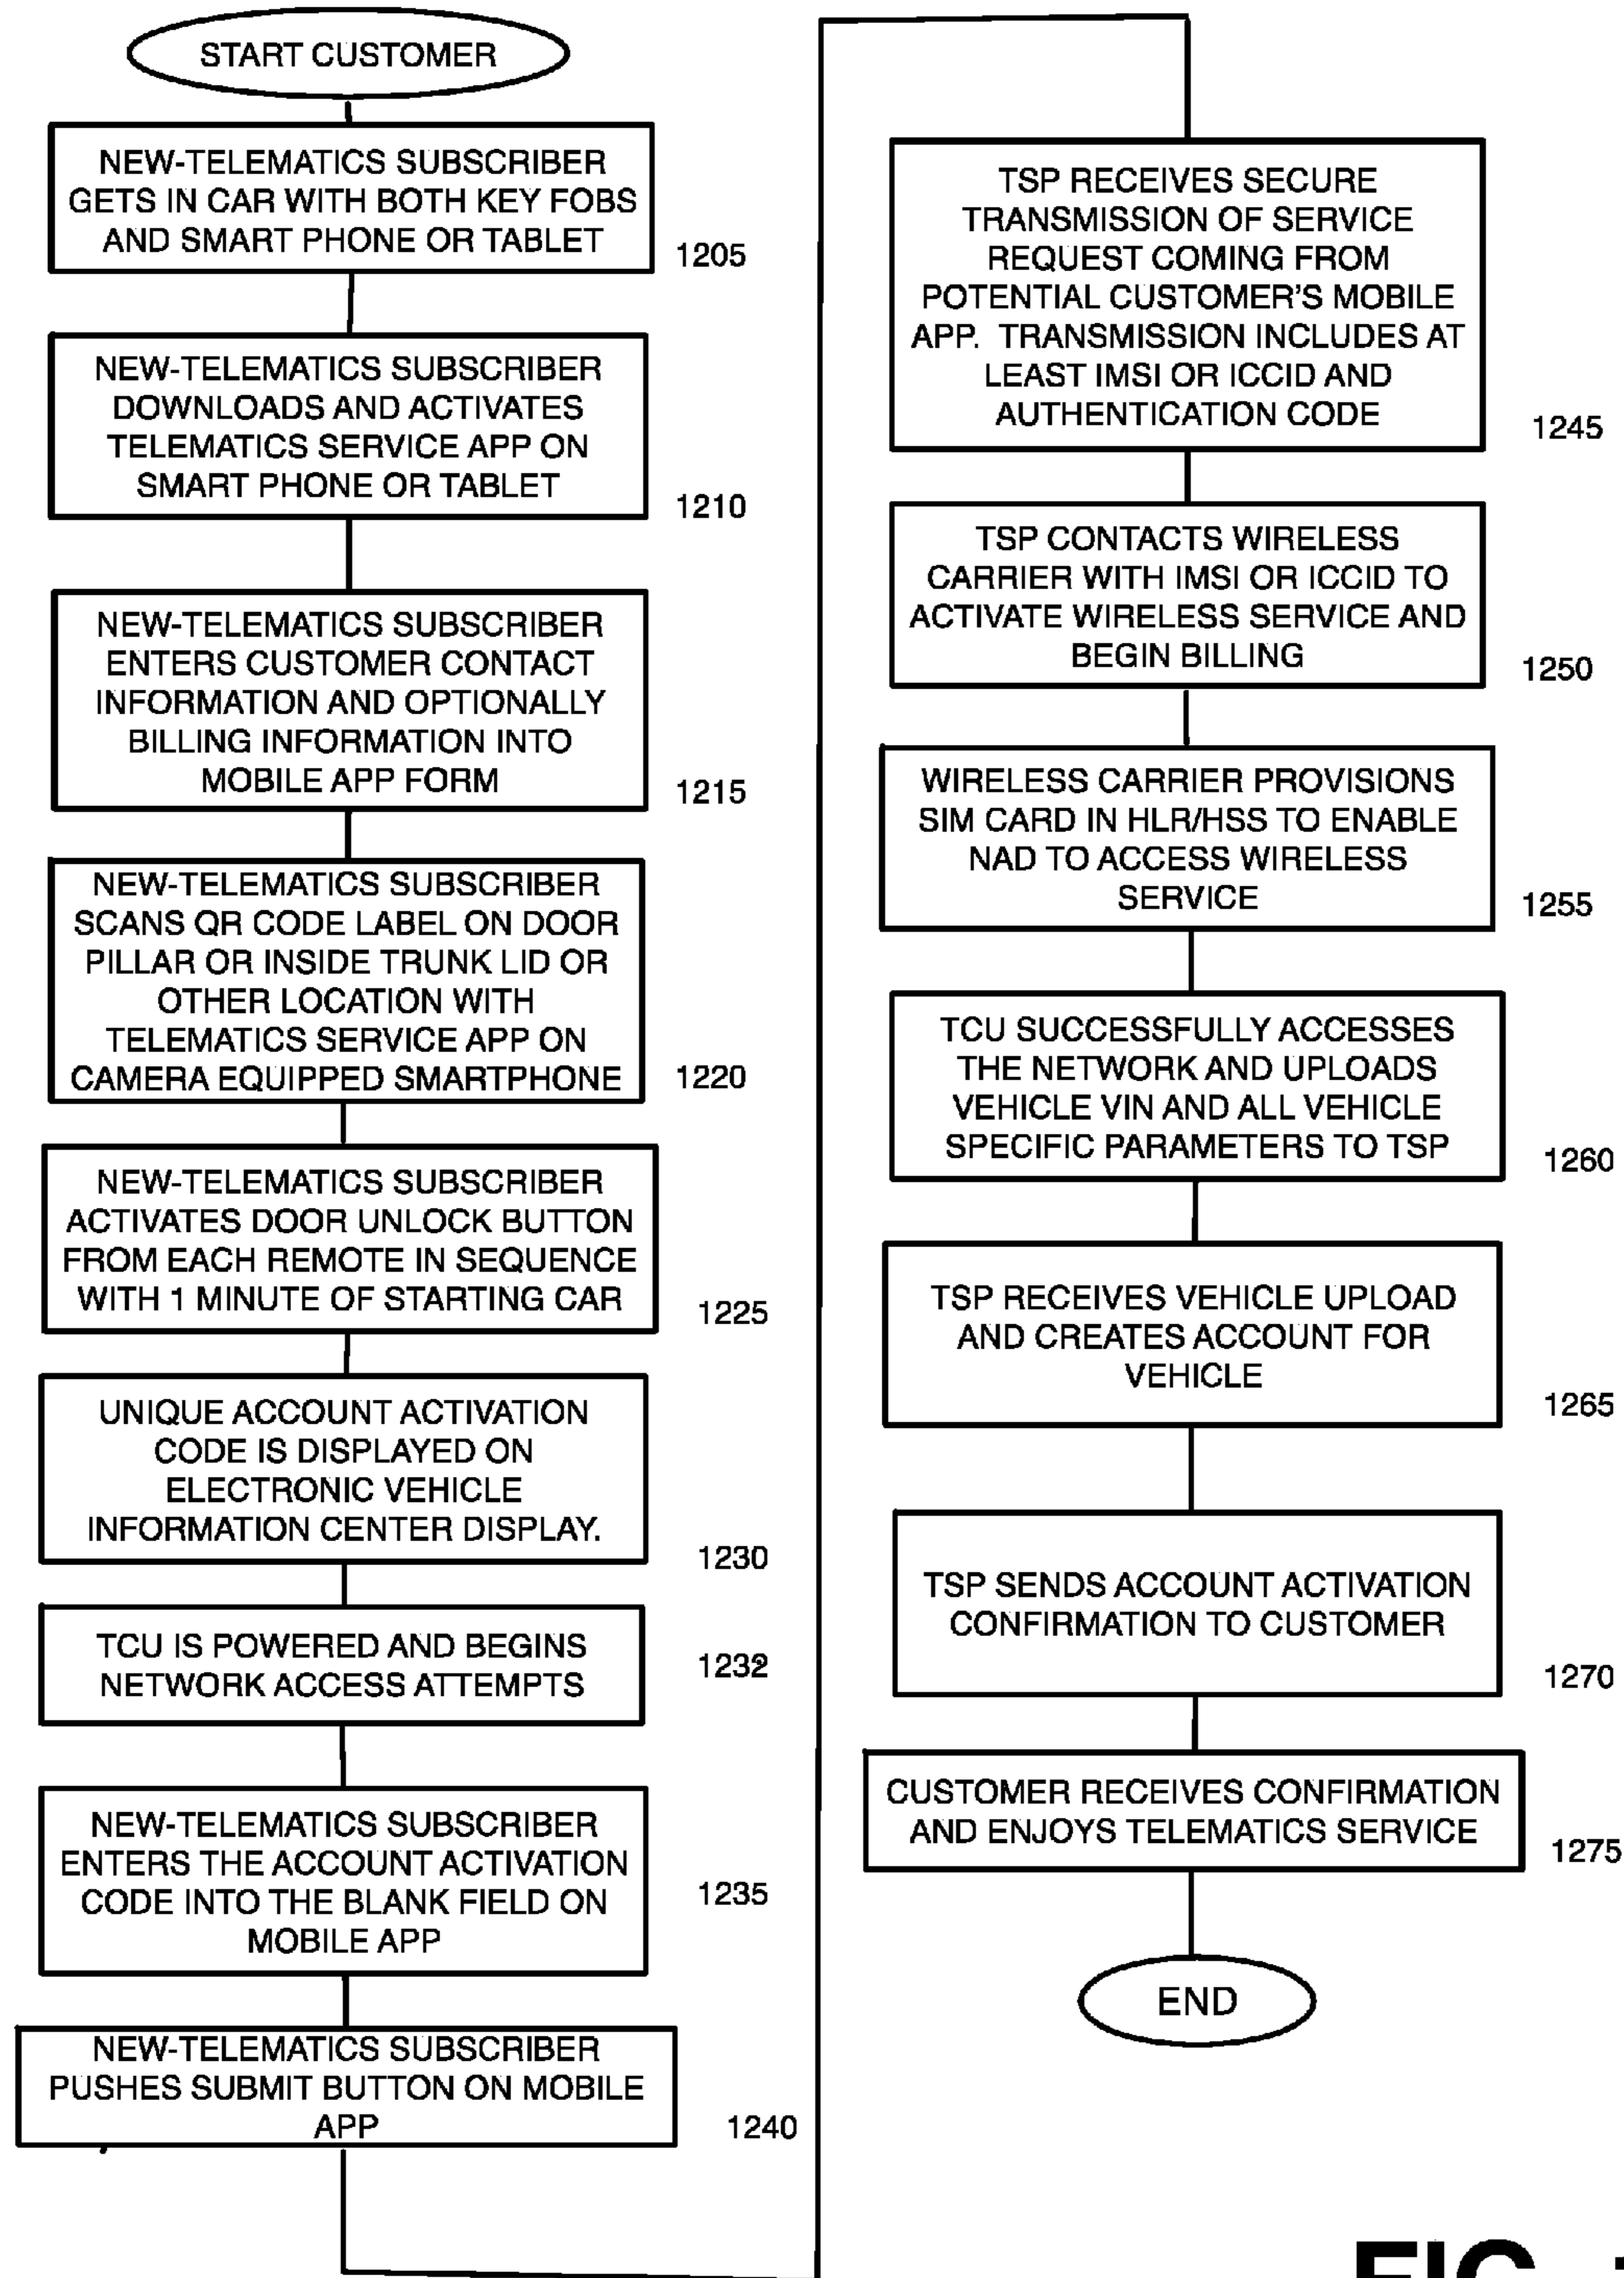 START CUSTOMER
NEW-TELEMATICS SUBSCRIBER
GETS IN CAR WITH BOTH KEY FOBS
AND SMART PHONE OR TABLET
1205
NEW-TELEMATICS SUBSCRIBER
DOWNLOADS AND ACTIVATES
TELEMATICS SERVICE APP ON
SMART PHONE OR TABLET
1210
NEW-TELEMATICS SUBSCRIBER
ENTERS CUSTOMER CONTACT
INFORMATION AND OPTIONALLY
BILLING INFORMATION INTO
MOBILE APP FORM
1215
NEW-TELEMATICS SUBSCRIBER
SCANS QR CODE LABEL ON DOOR
PILLAR OR INSIDE TRUNK LID OR
OTHER LOCATION WITH
TELEMATICS SERVICE APP ON
CAMERA EQUIPPED SMARTPHONE
1220
NEW-TELEMATICS SUBSCRIBER
ACTIVATES DOOR UNLOCK BUTTON
FROM EACH REMOTE IN SEQUENCE
WITH 1 MINUTE OF STARTING CAR
1225
UNIQUE ACCOUNT ACTIVATION
CODE IS DISPLAYED ON
ELECTRONIC VEHICLE
INFORMATION CENTER DISPLAY.
1230
TCU IS POWERED AND BEGINS
NETWORK ACCESS ATTEMPTS
1232
NEW-TELEMATICS SUBSCRIBER
ENTERS THE ACCOUNT ACTIVATION
CODE INTO THE BLANK FIELD ON
MOBILE APP
1235
NEW-TELEMATICS SUBSCRIBER
PUSHES SUBMIT BUTTON ON MOBILE
APP
1240
TSP RECEIVES SECURE
TRANSMISSION OF SERVICE
REQUEST COMING FROM
POTENTIAL CUSTOMER'S MOBILE
APP. TRANSMISSION INCLUDES AT
LEAST IMSI OR ICCID AND
AUTHENTICATION CODE
1245
TSP CONTACTS WIRELESS
CARRIER WITH IMSI OR ICCID TO
ACTIVATE WIRELESS SERVICE AND
BEGIN BILLING
1250
WIRELESS CARRIER PROVISIONS
SIM CARD IN HLR/HSS TO ENABLE
NAD TO ACCESS WIRELESS
SERVICE
1255
TCU SUCCESSFULLY ACCESSES
THE NETWORK AND UPLOADS
VEHICLE VIN AND ALL VEHICLE
SPECIFIC PARAMETERS TO TSP
1260
TSP RECEIVES VEHICLE UPLOAD
AND CREATES ACCOUNT FOR
VEHICLE
1265
TSP SENDS ACCOUNT ACTIVATION
CONFIRMATION TO CUSTOMER
1270
CUSTOMER RECEIVES CONFIRMATION
AND ENJOYS TELEMATICS SERVICE
1275
END
FIG.